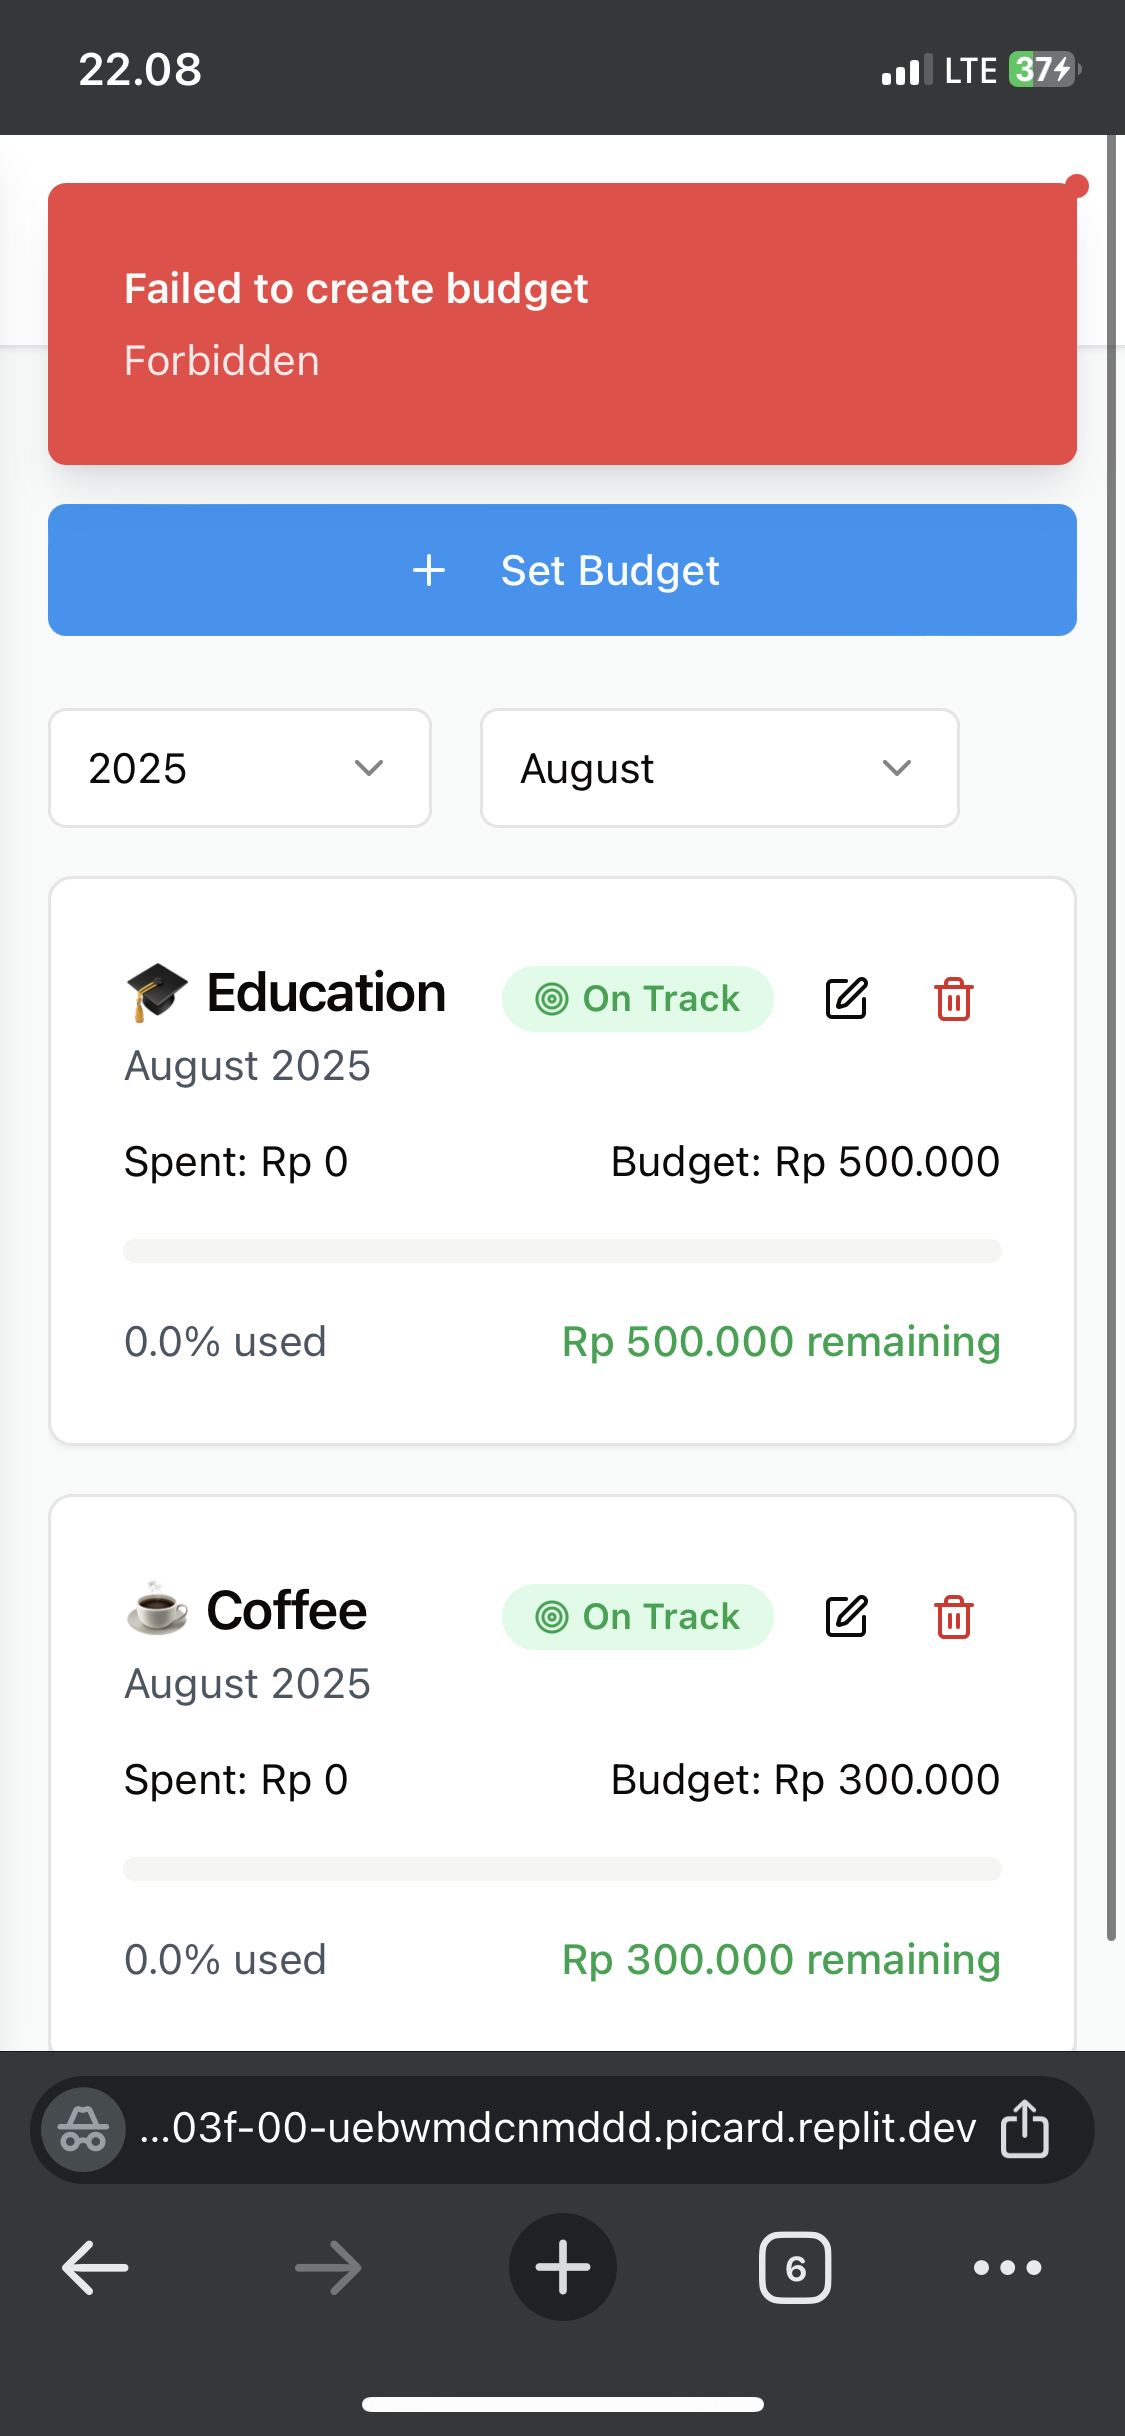 22.08
LTE 37
Failed to create budget
Forbidden
Set Budget
2025
August
Education
On Track
August 2025
Spent: Rp 0
Budget: Rp 500.000
0.0% used
Rp 500.000 remaining
Coffee
On Track
August 2025
Spent: Rp 0
Budget: Rp 300.000
0.0% used
Rp 300.000 remaining
...03f-00-uebwmdcnmddd.picard.replit.dev
6